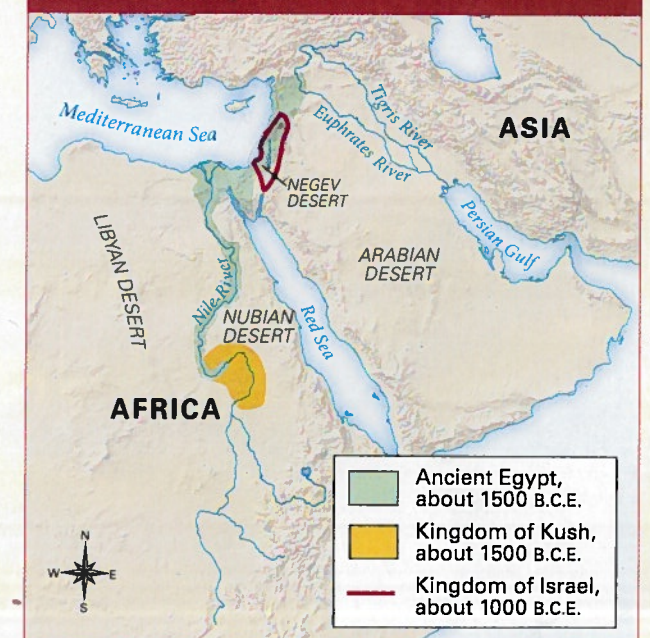 Mediterranean Sea
Tigris River
Euphrates River
ASIA
NEGEV
DESERT
Persian Gulf
LIBYAN DESERT
ARABIAN
DESERT
Nile River
NUBIAN
DESERT
Red Sea
AFRICA
Ancient Egypt,
about 1500 B.C.E.
Kingdom of Kush,
about 1500 B.C.E.
Kingdom of Israel,
about 1000 B.C.E.
N
W
E
S